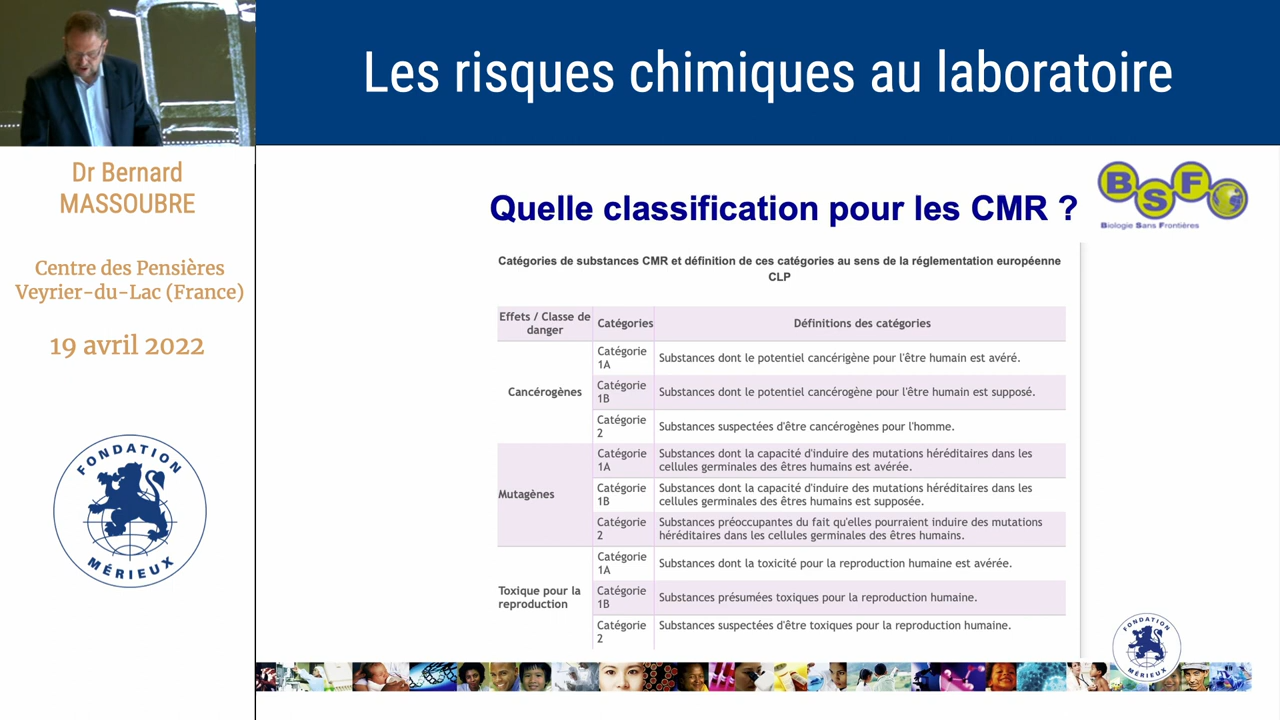 Les risques chimiques au laboratoire
Dr Bernard
MASSOUBRE
Centre des Pensières
Veyrier-du-Lac (France)
19 avril 2022
FONDATION
MÉRIEUX
Quelle classification pour les CMR ?
BSF
Biologie Sans Frontières
Catégories de substances CMR et définition de ces catégories au sens de la réglementation européenne
CLP
Effets / Classe de
danger
Catégories
Définitions des catégories
Cancérogènes
Catégorie
1A
Substances dont le potentiel cancérigène pour l'être humain est avéré.
Catégorie
1B
Substances dont le potentiel cancérogène pour l'être humain est supposé.
Catégorie
2
Substances suspectées d'être cancérogènes pour l'homme.
Mutagènes
Catégorie
1A
Substances dont la capacité d'induire des mutations héréditaires dans les
cellules germinales des êtres humains est avérée.
Catégorie
1B
Substances dont la capacité d'induire des mutations héréditaires dans les
cellules germinales des êtres humains est supposée.
Catégorie
2
Substances préoccupantes du fait qu'elles pourraient induire des mutations
héréditaires dans les cellules germinales des êtres humains.
Toxique pour la
reproduction
Catégorie
1A
Substances dont la toxicité pour la reproduction humaine est avérée.
Catégorie
1B
Substances présumées toxiques pour la reproduction humaine.
Catégorie
2
Substances suspectées d'être toxiques pour la reproduction humaine.
FONDATION
MÉRIEUX